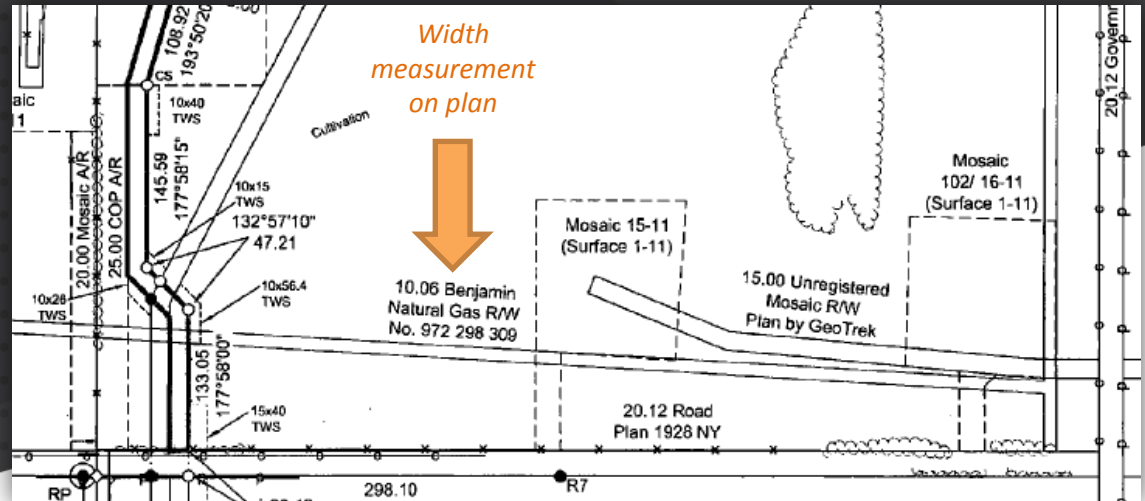 Width
measurement
on plan
108.92
193°50'20
CS
10x40
TWS
aic
11
Cultivation
20.12 Governm
20.00 Mosaic A/R
25.00 COP A/R
145.59
177°58'15"
10x15
TWS
132°57'10"
47.21
Mosaic
102/ 16-11
(Surface 1-11)
Mosaic 15-11
(Surface 1-11)
10x26
TWS
10x56.4
TWS
10.06 Benjamin
Natural Gas R/W
No. 972 298 309
15.00 Unregistered
Mosaic R/W
Plan by GeoTrek
133.05
177°58'00"
15x40
TWS
20.12 Road
Plan 1928 NY
RP
298.10
R7